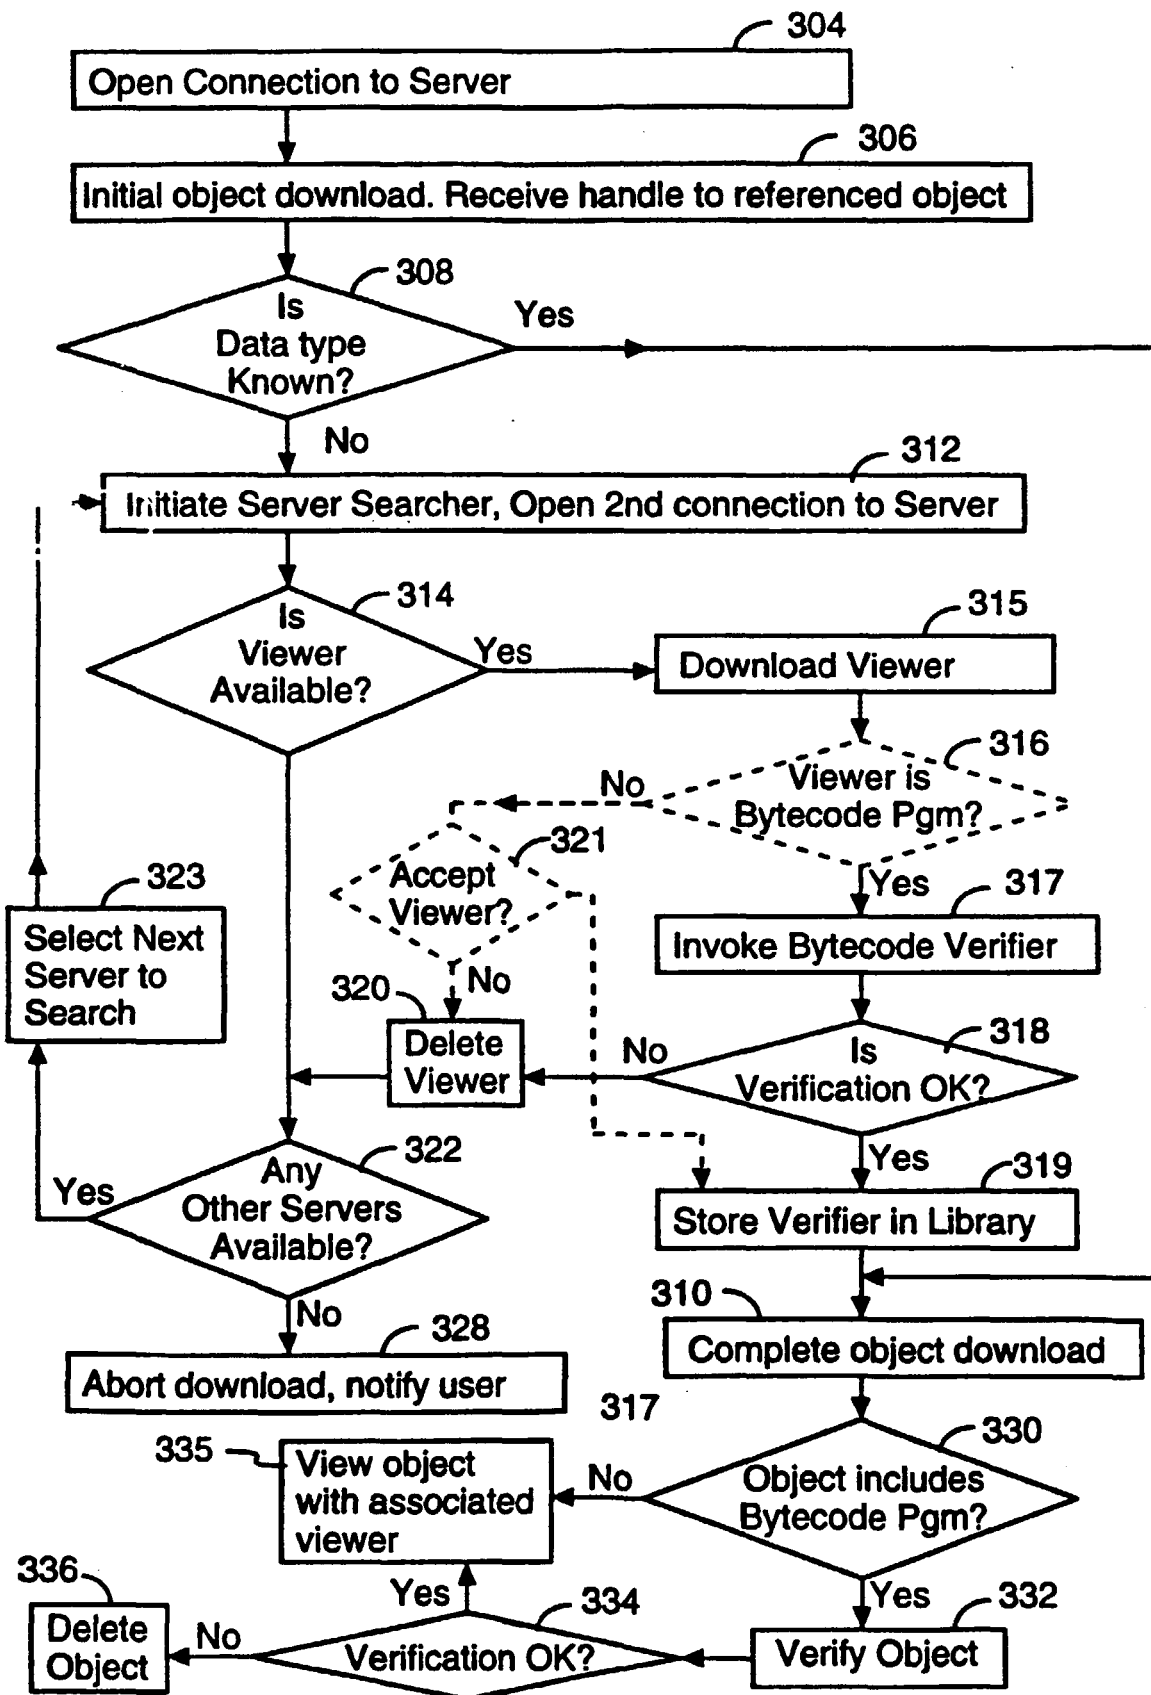 304
Open Connection to Server
306
Initial object download. Receive handle to referenced object
308
Is
Data type
Known?
Yes
No
312
Initiate Server Searcher, Open 2nd connection to Server
314
Is
Viewer
Available?
Yes
315
Download Viewer
316
Viewer is
Bytecode Pgm?
No
321
Accept
Viewer?
Yes
317
Invoke Bytecode Verifier
323
Select Next
Server to
Search
No
320
Delete
Viewer
No
318
Is
Verification OK?
Yes
322
Any
Other Servers
Available?
Yes
319
Store Verifier in Library
No
310
Complete object download
328
Abort download, notify user
317
330
Object includes
Bytecode Pgm?
No
335
View object
with associated
viewer
Yes
332
Verify Object
334
Verification OK?
Yes
No
336
Delete
Object